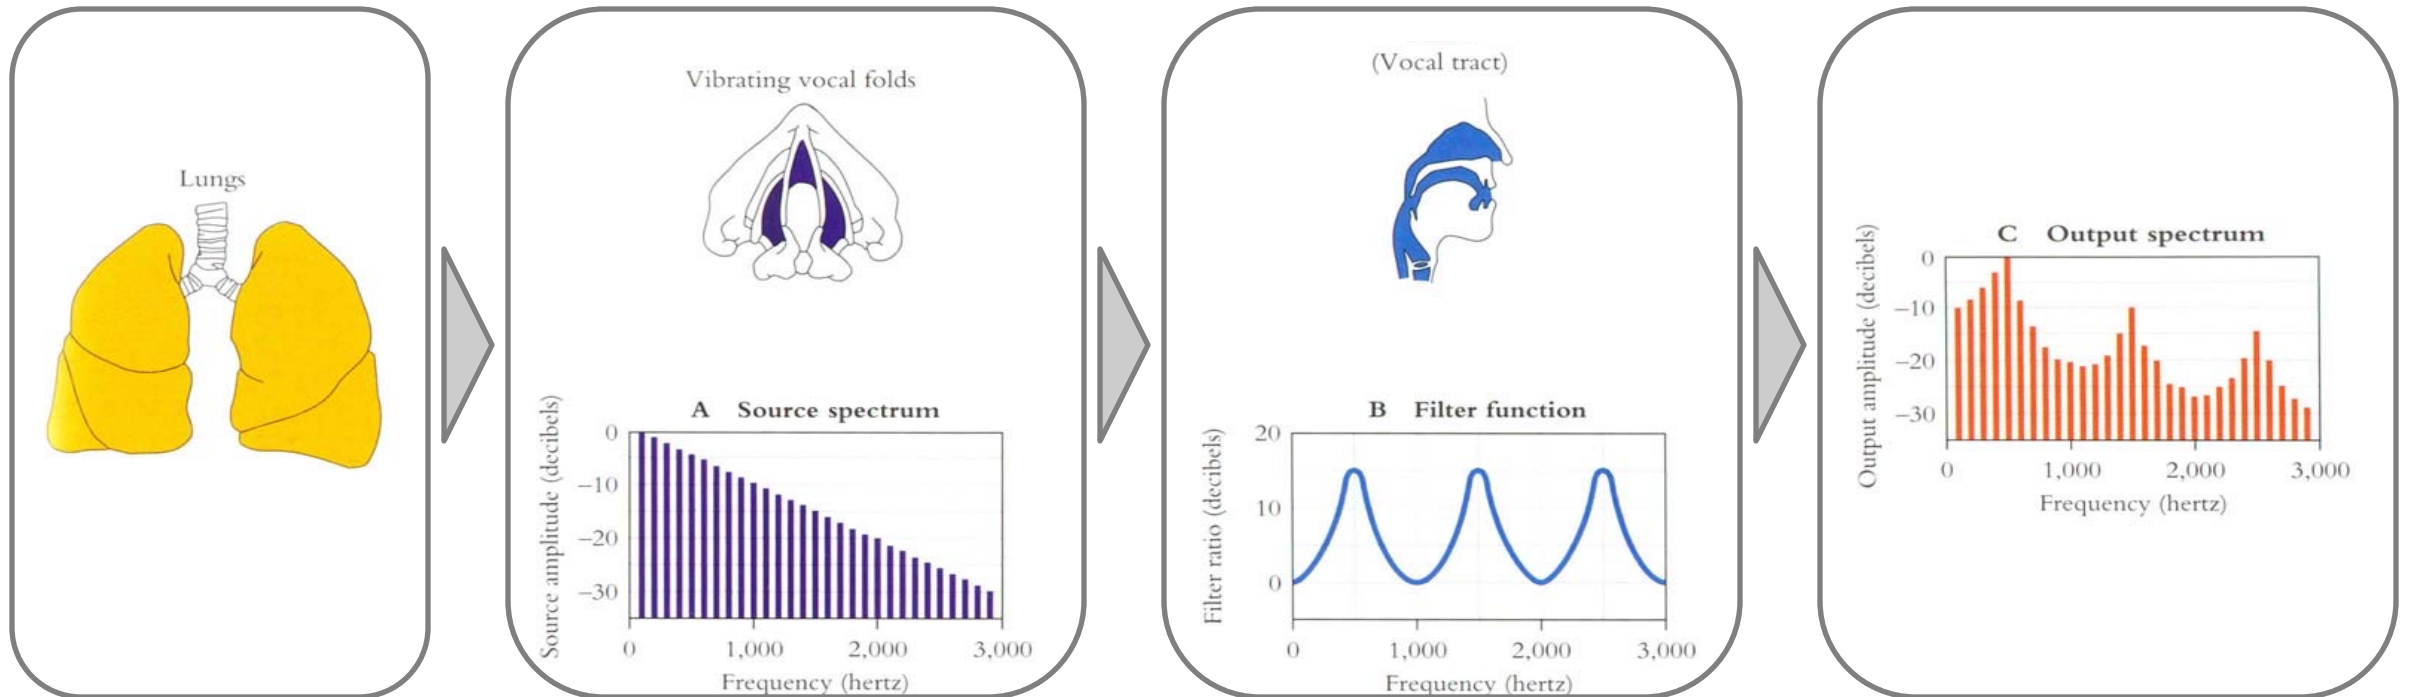 Lungs
Vibrating vocal folds
A Source spectrum
Source amplitude (decibels)
0
–10
–20
–30
0 1,000 2,000 3,000
Frequency (hertz)
(Vocal tract)
B Filter function
Filter ratio (decibels)
20
10
0
0 1,000 2,000 3,000
Frequency (hertz)
C Output spectrum
Output amplitude (decibels)
0
–10
–20
–30
0 1,000 2,000 3,000
Frequency (hertz)